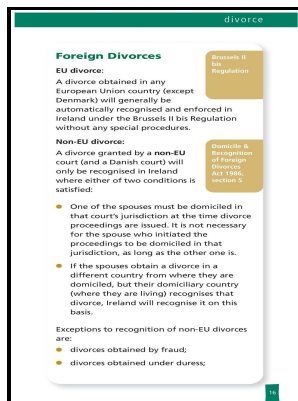 divorce
Foreign Divorces
Brussels II
bis
Regulation
EU divorce:
A divorce obtained in any
European Union country (except
Denmark) will generally be
automatically recognised and enforced in
Ireland under the Brussels II bis Regulation
without any special procedures.
Non-EU divorce:
A divorce granted by a non-EU
court (and a Danish court) will
only be recognised in Ireland
where either of two conditions is
satisfied:
Domicile &
Recognition
of Foreign
Divorces
Act 1986,
section 5
One of the spouses must be domiciled in
that court's jurisdiction at the time divorce
proceedings are issued. It is not necessary
for the spouse who initiated the
proceedings to be domiciled in that
jurisdiction, as long as the other one is.
If the spouses obtain a divorce in a
different country from where they are
domiciled, but their domiciliary country
(where they are living) recognises that
divorce, Ireland will recognise it on this
basis.
Exceptions to recognition of non-EU divorces
are:
divorces obtained by fraud;
divorces obtained under duress;
16